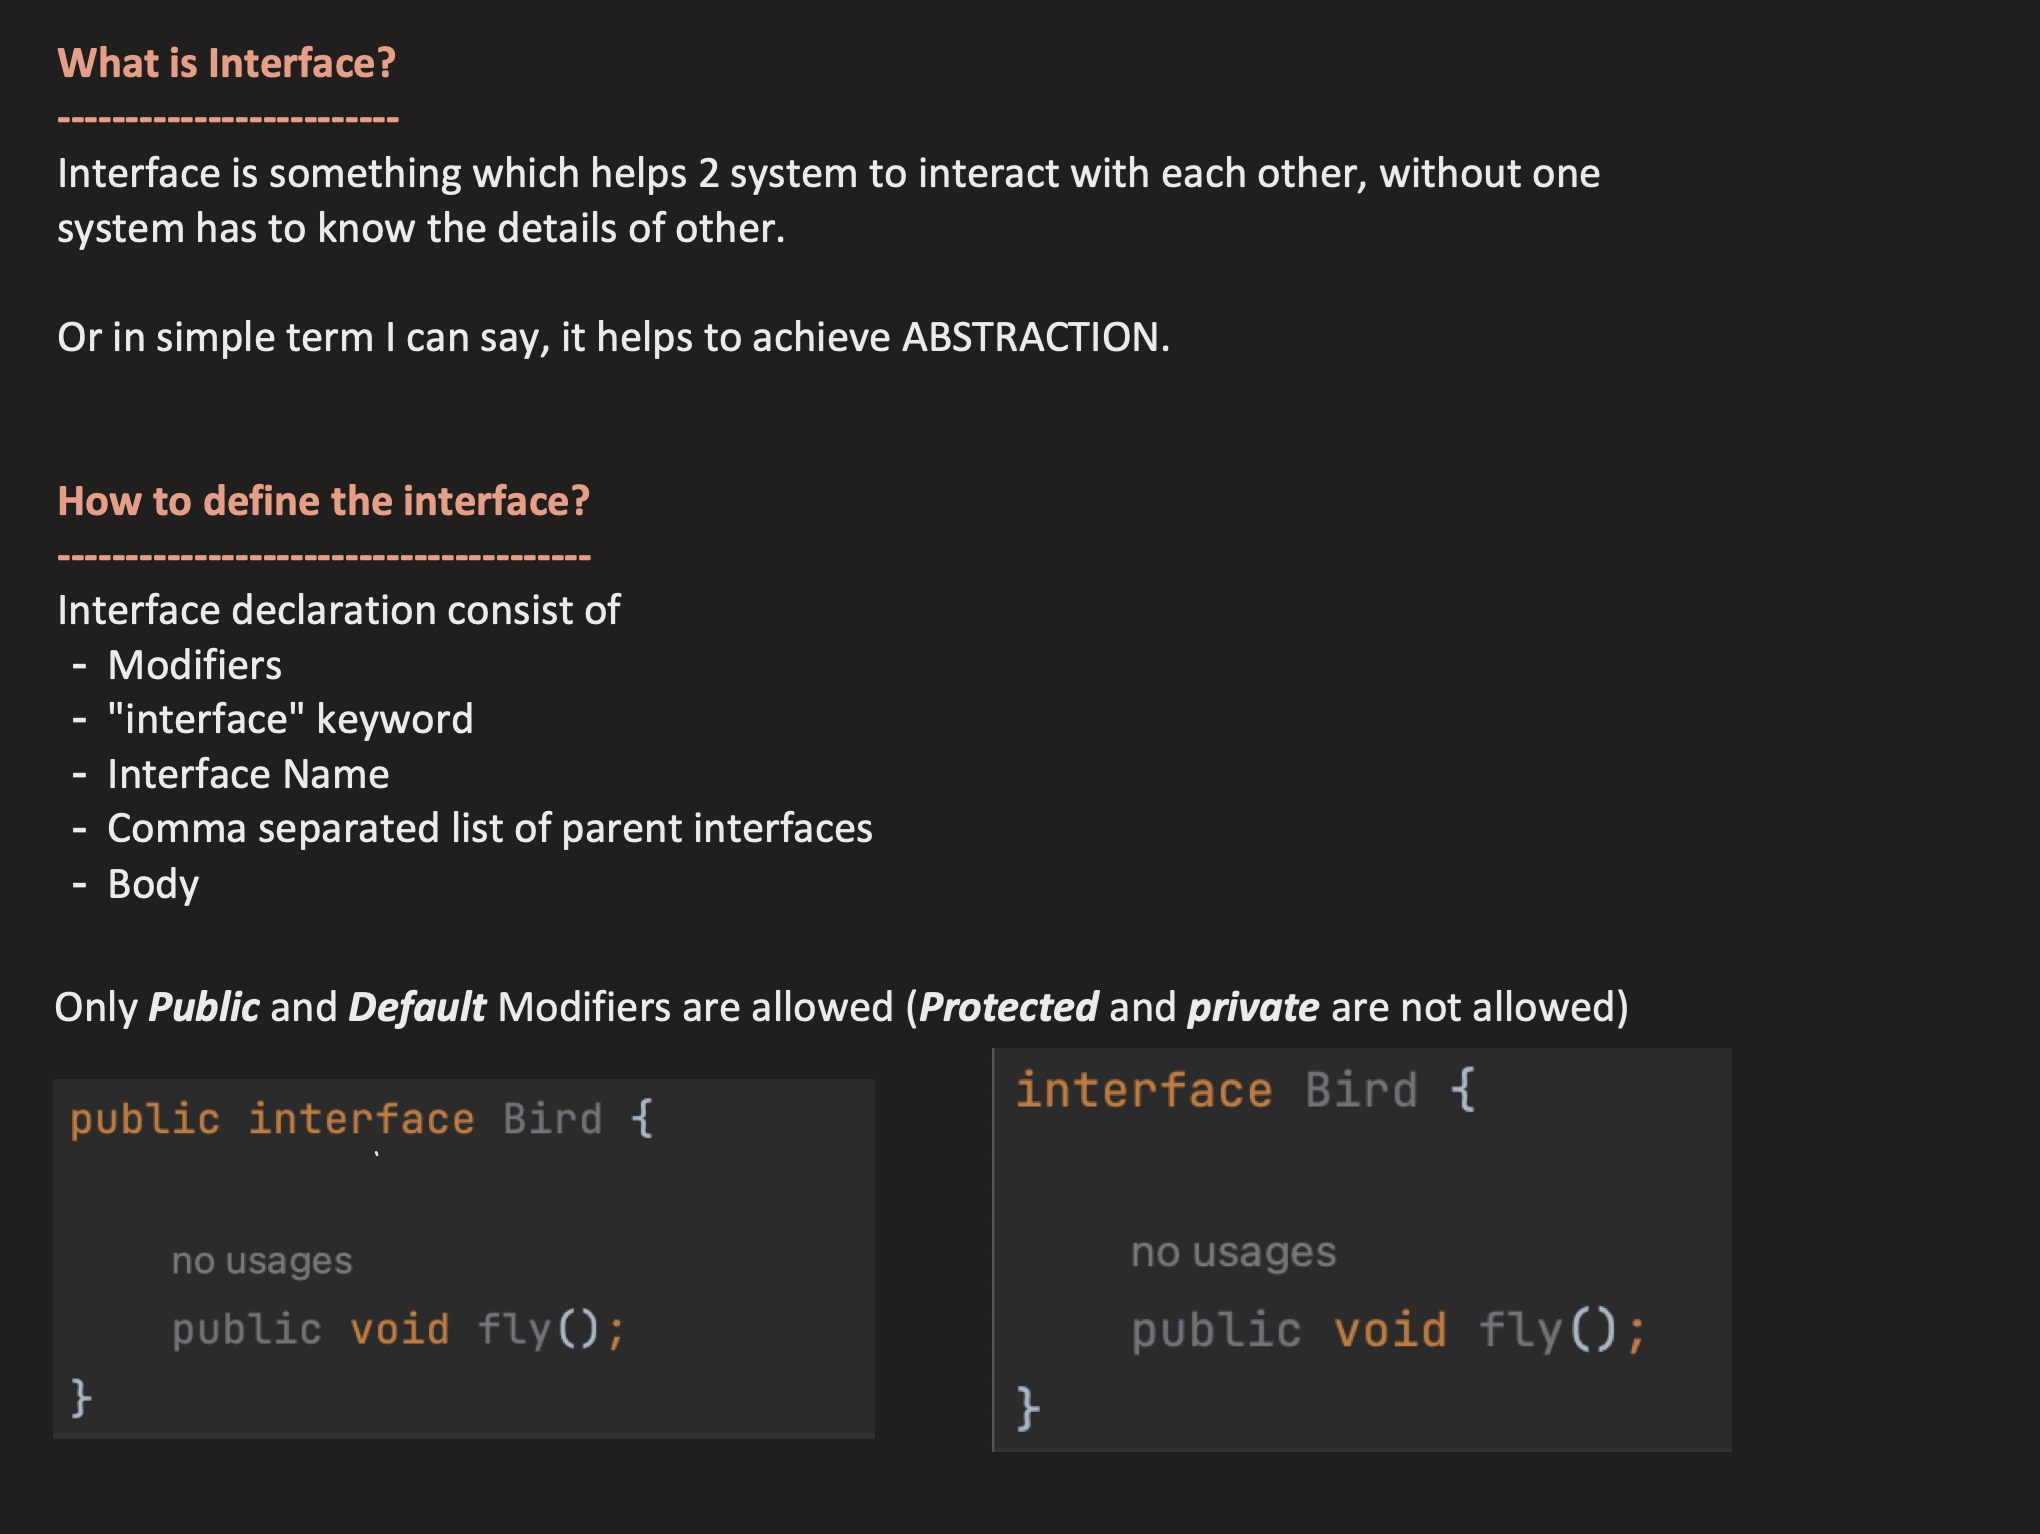 What is Interface?
-------------------------
Interface is something which helps 2 system to interact with each other, without one
system has to know the details of other.
Or in simple term I can say, it helps to achieve ABSTRACTION.
How to define the interface?
---------------------------------------
Interface declaration consist of
- Modifiers
- "interface" keyword
- Interface Name
- Comma separated list of parent interfaces
- Body
Only Public and Default Modifiers are allowed (Protected and private are not allowed)
public interface Bird {
no usages
public void fly();
}
interface Bird {
no usages
public void fly();
}